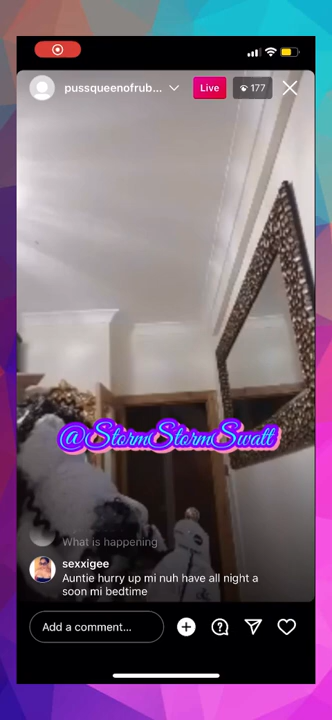 pussqueenofrub...
Live
177
@StormStormSwatt
What is happening
sexxigee
Auntie hurry up mi nuh have all night a
soon mi bedtime
Add a comment...